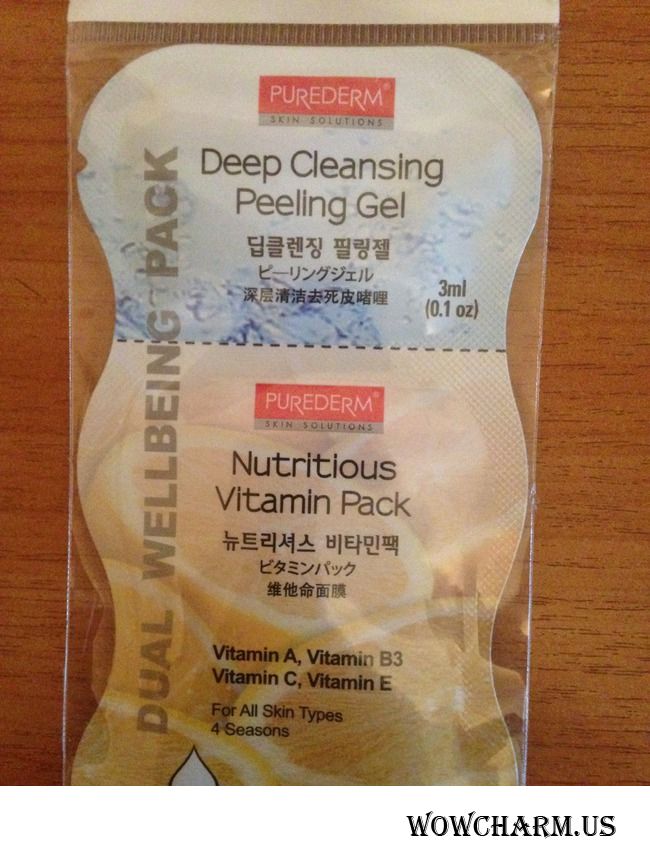 PUREDERM®
SKIN SOLUTIONS
Deep Cleansing
Peeling Gel
딥클렌징 필링젤
ピーリングジェル
深层清洁去死皮啫喱
3ml
(0.1 oz)
DUAL WELLBEING PACK
PUREDERM®
SKIN SOLUTIONS
Nutritious
Vitamin Pack
뉴트리셔스 비타민팩
ビタミンパック
维他命面膜
Vitamin A, Vitamin B3
Vitamin C, Vitamin E
For All Skin Types
4 Seasons
WOWCHARM.US